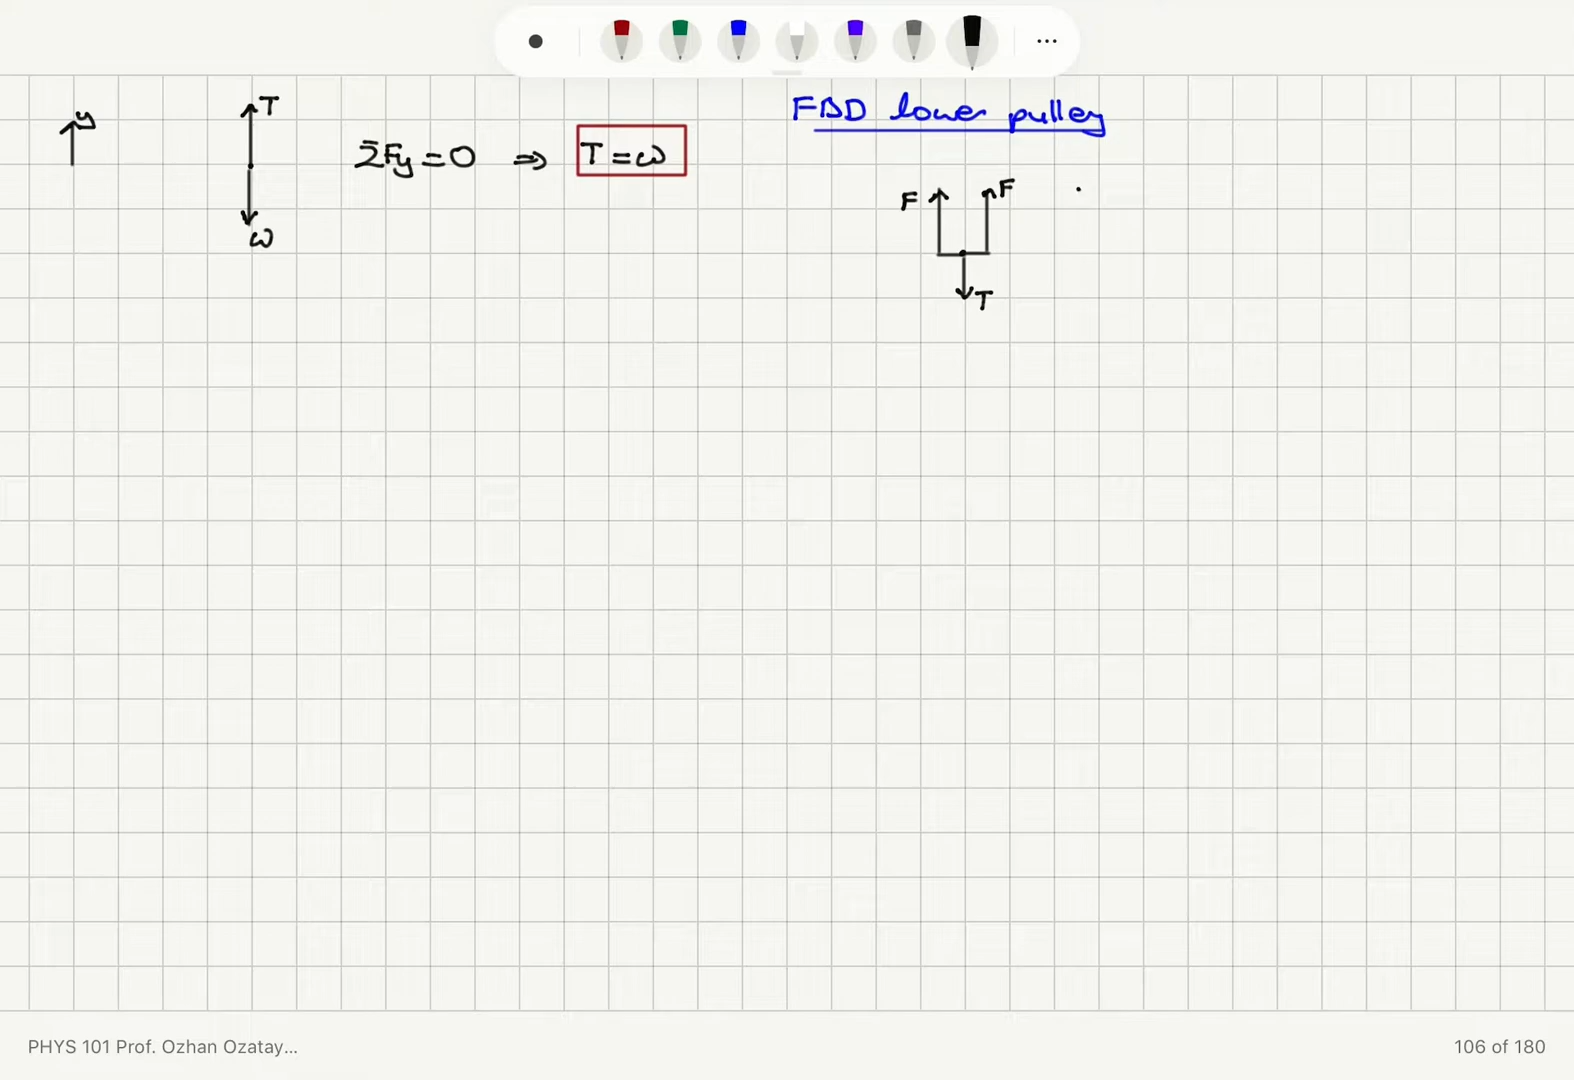 y
T
ω
ΣFy = 0 ⇒ T = ω
FBD lower pulley
F F
T
PHYS 101 Prof. Ozhan Ozatay...
106 of 180